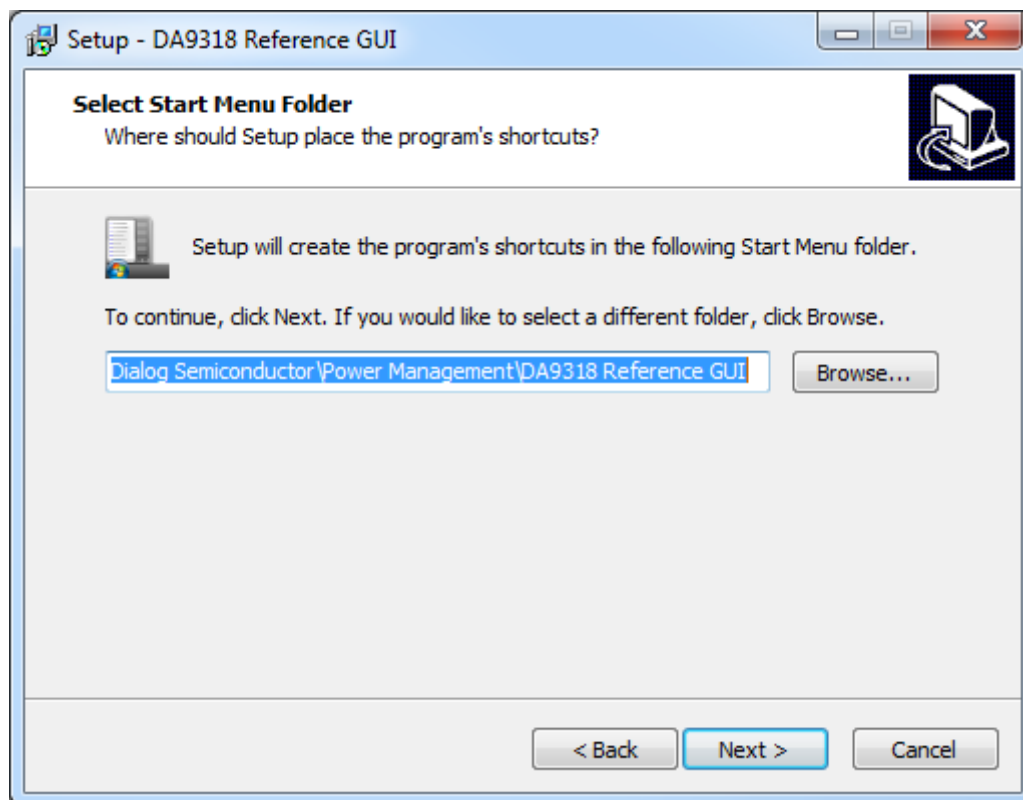 Setup - DA9318 Reference GUI
Select Start Menu Folder
Where should Setup place the program's shortcuts?
Setup will create the program's shortcuts in the following Start Menu folder.
To continue, click Next. If you would like to select a different folder, click Browse.
Dialog Semiconductor\Power Management\DA9318 Reference GUI
Browse...
< Back
Next >
Cancel